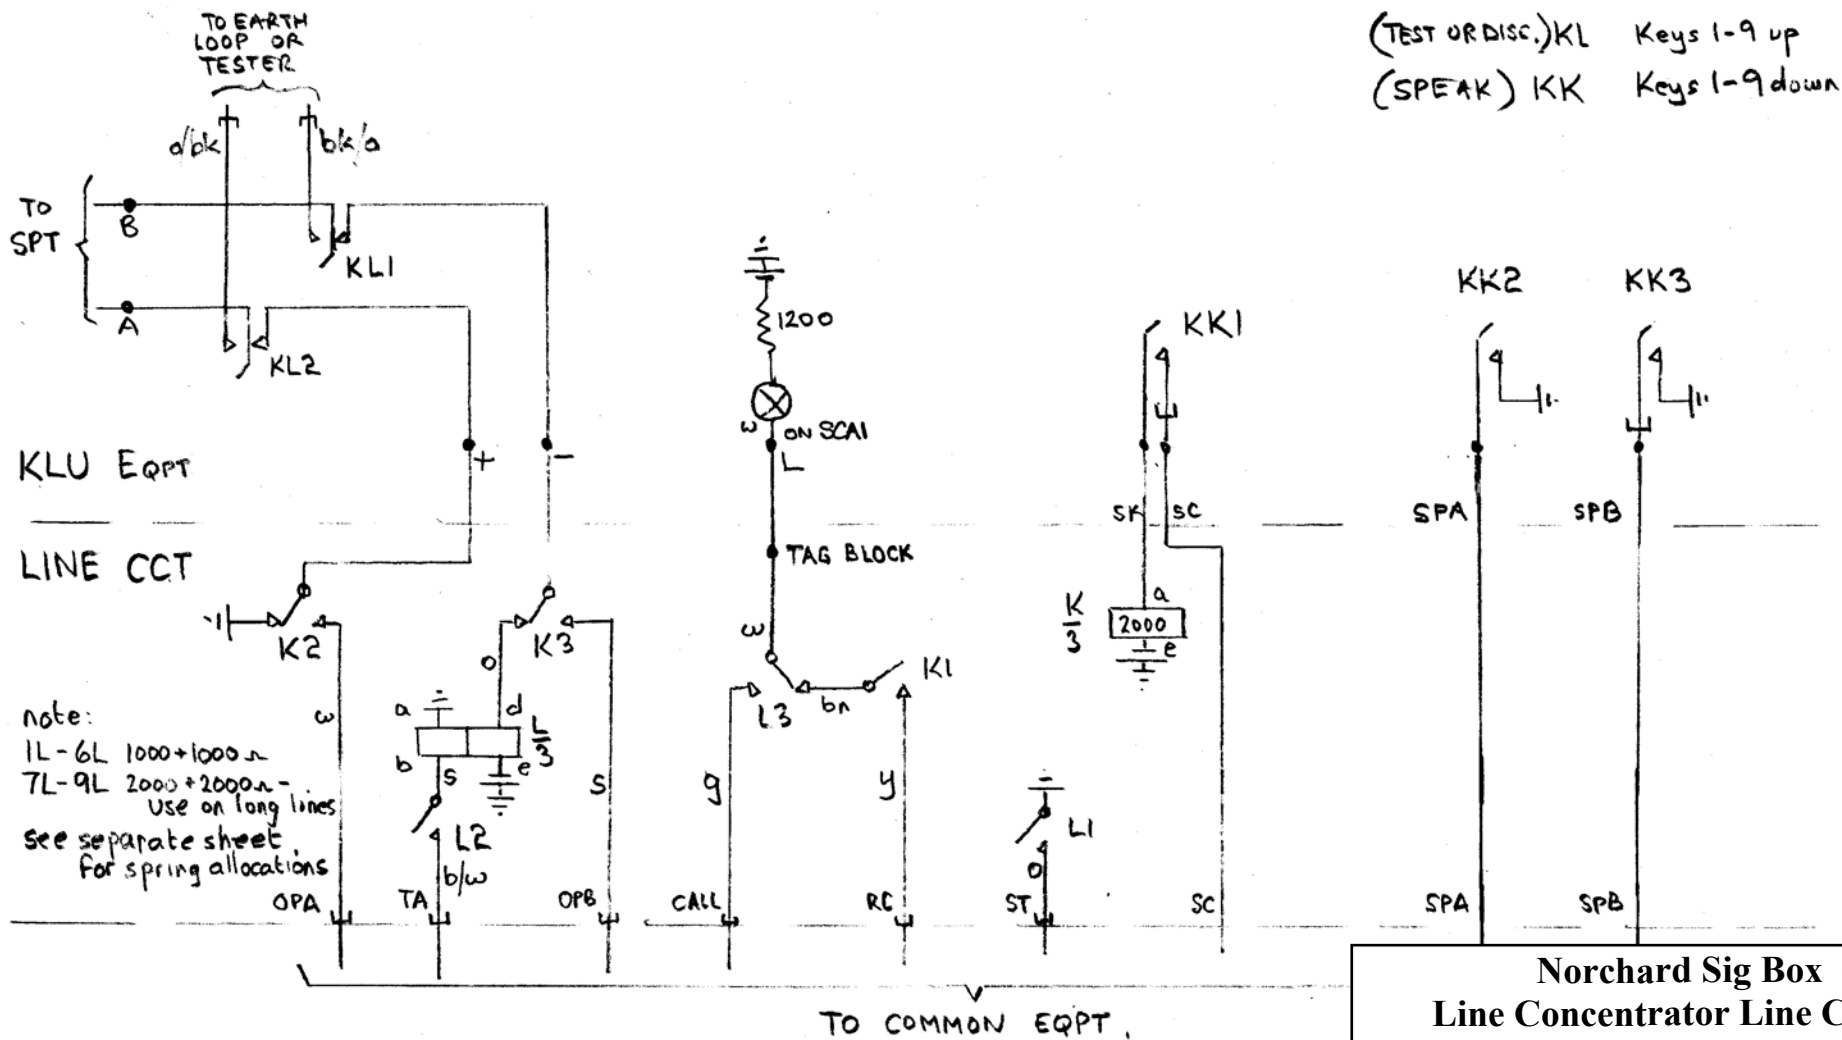 TO EARTH
LOOP OR
TESTER
(TEST OR DISC.) KL Keys 1-9 up
(SPEAK) KK Keys 1-9 down
o/bk
bk/o
TO
SPT
B
A
KL1
KL2
1200
ON SCA1
w
L
KK1
KK2
KK3
KLU EQPT
+
-
SK
SC
SPA
SPB
LINE CCT
TAG BLOCK
K2
K3
o
w
K
3
a
2000
e
K1
L3
bn
note:
1L-6L 1000+1000Ω
7L-9L 2000+2000Ω-
use on long lines
see separate sheet
for spring allocations
w
a
d
L
3
b
s
e
L2
b/w
s
g
y
L1
o
OPA
TA
OPB
CALL
RC
ST
SC
SPA
SPB
TO COMMON EQPT.
Norchard Sig Box
Line Concentrator Line C